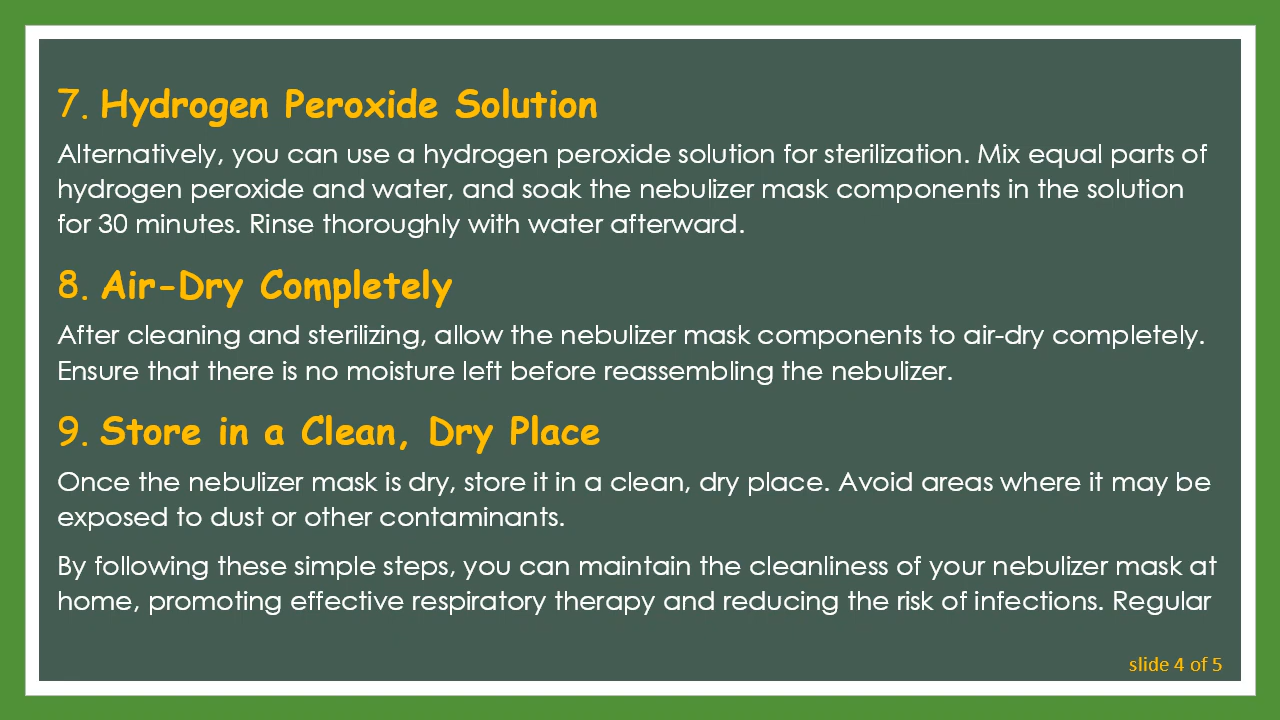 7. Hydrogen Peroxide Solution
Alternatively, you can use a hydrogen peroxide solution for sterilization. Mix equal parts of
hydrogen peroxide and water, and soak the nebulizer mask components in the solution
for 30 minutes. Rinse thoroughly with water afterward.
8. Air-Dry Completely
After cleaning and sterilizing, allow the nebulizer mask components to air-dry completely.
Ensure that there is no moisture left before reassembling the nebulizer.
9. Store in a Clean, Dry Place
Once the nebulizer mask is dry, store it in a clean, dry place. Avoid areas where it may be
exposed to dust or other contaminants.
By following these simple steps, you can maintain the cleanliness of your nebulizer mask at
home, promoting effective respiratory therapy and reducing the risk of infections. Regular
slide 4 of 5